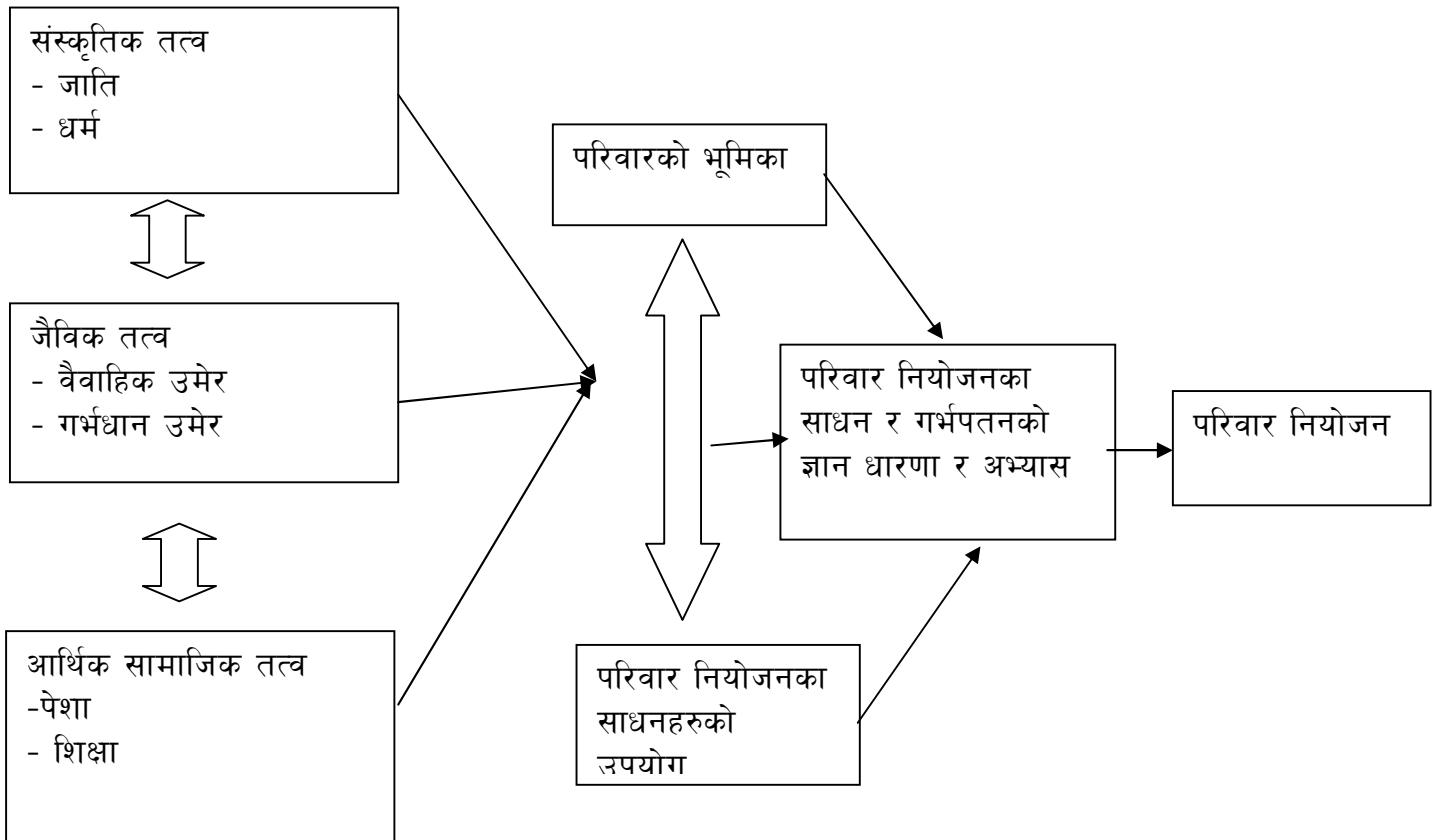 संस्कृतिक तत्व
- जाति
- धर्म
परिवारको भूमिका
जैविक तत्व
- वैवाहिक उमेर
- गर्भधान उमेर
परिवार नियोजनका
साधन र गर्भपतनको
ज्ञान धारणा र अभ्यास
परिवार नियोजन
आर्थिक सामाजिक तत्व
-पेशा
- शिक्षा
परिवार नियोजनका
साधनहरुको
उपयोग